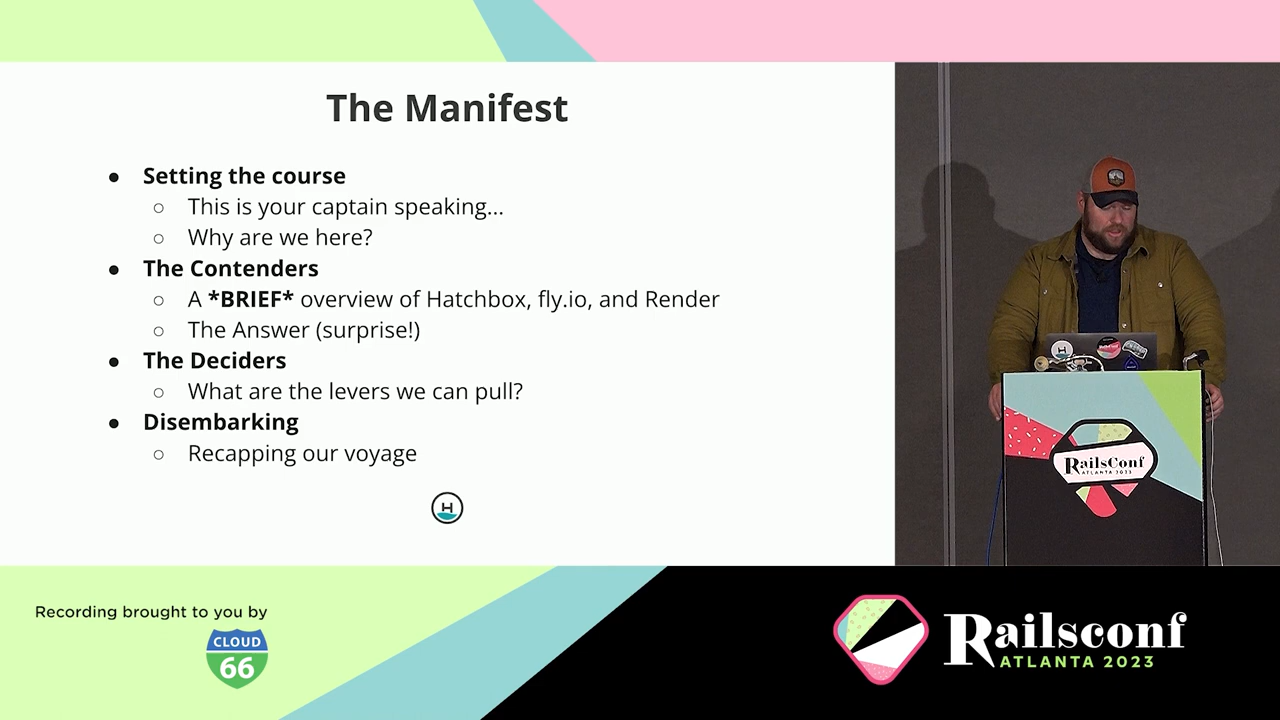 The Manifest
● Setting the course
○ This is your captain speaking...
○ Why are we here?
● The Contenders
○ A *BRIEF* overview of Hatchbox, fly.io, and Render
○ The Answer (surprise!)
● The Deciders
○ What are the levers we can pull?
● Disembarking
○ Recapping our voyage
H
RailsConf
ATLANTA 2023
Recording brought to you by
CLOUD
66
Railsconf
ATLANTA 2023